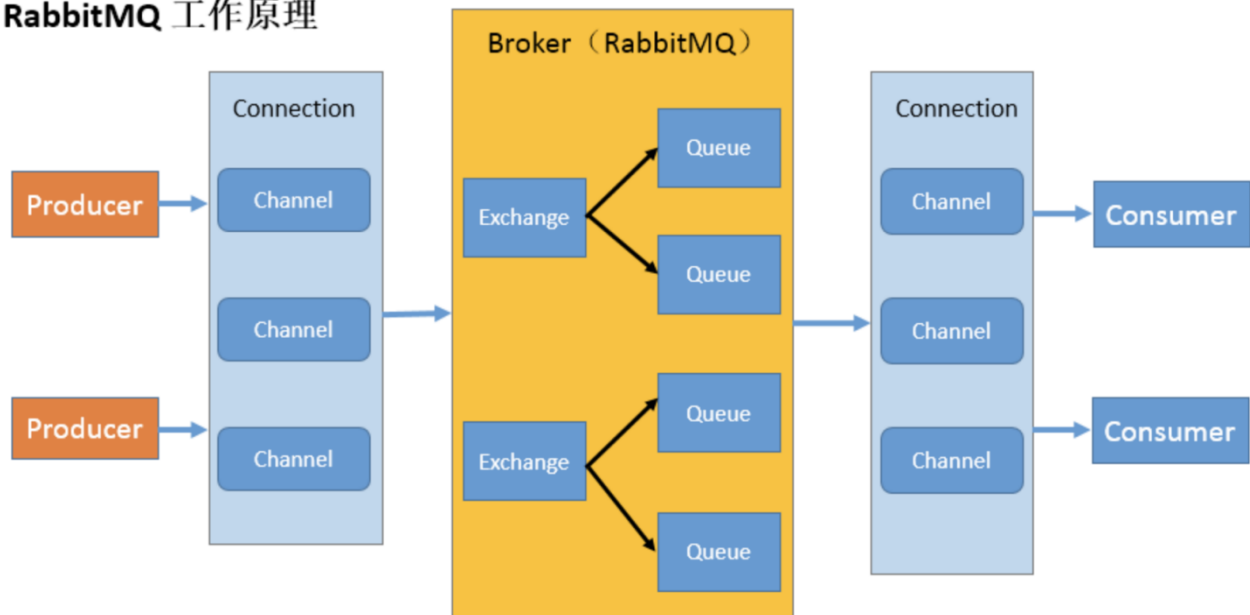 RabbitMQ 工作原理
Broker（RabbitMQ）
Connection
Channel
Channel
Channel
Producer
Producer
Exchange
Queue
Queue
Exchange
Queue
Queue
Connection
Channel
Channel
Channel
Consumer
Consumer